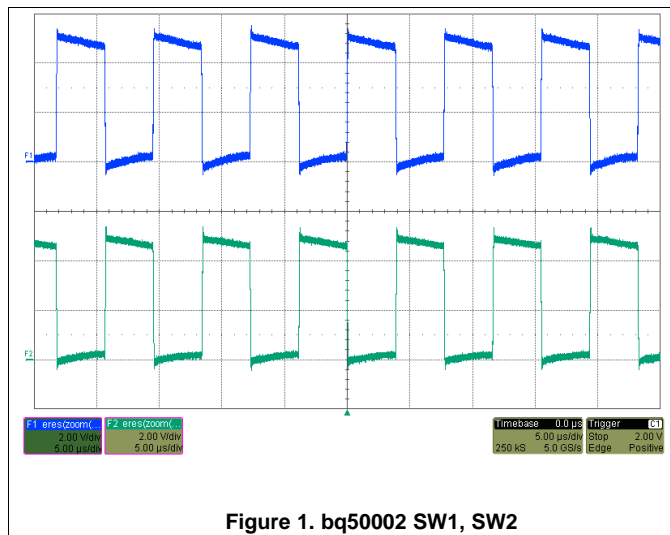 F1
F2
F1 eres(zoom(...
2.00 V/div
5.00 µs/div
F2 eres(zoom(...
2.00 V/div
5.00 µs/div
Timebase 0.0 µs
5.00 µs/div
250 kS 5.0 GS/s
Trigger C1
Stop 2.00 V
Edge Positive
Figure 1. bq50002 SW1, SW2